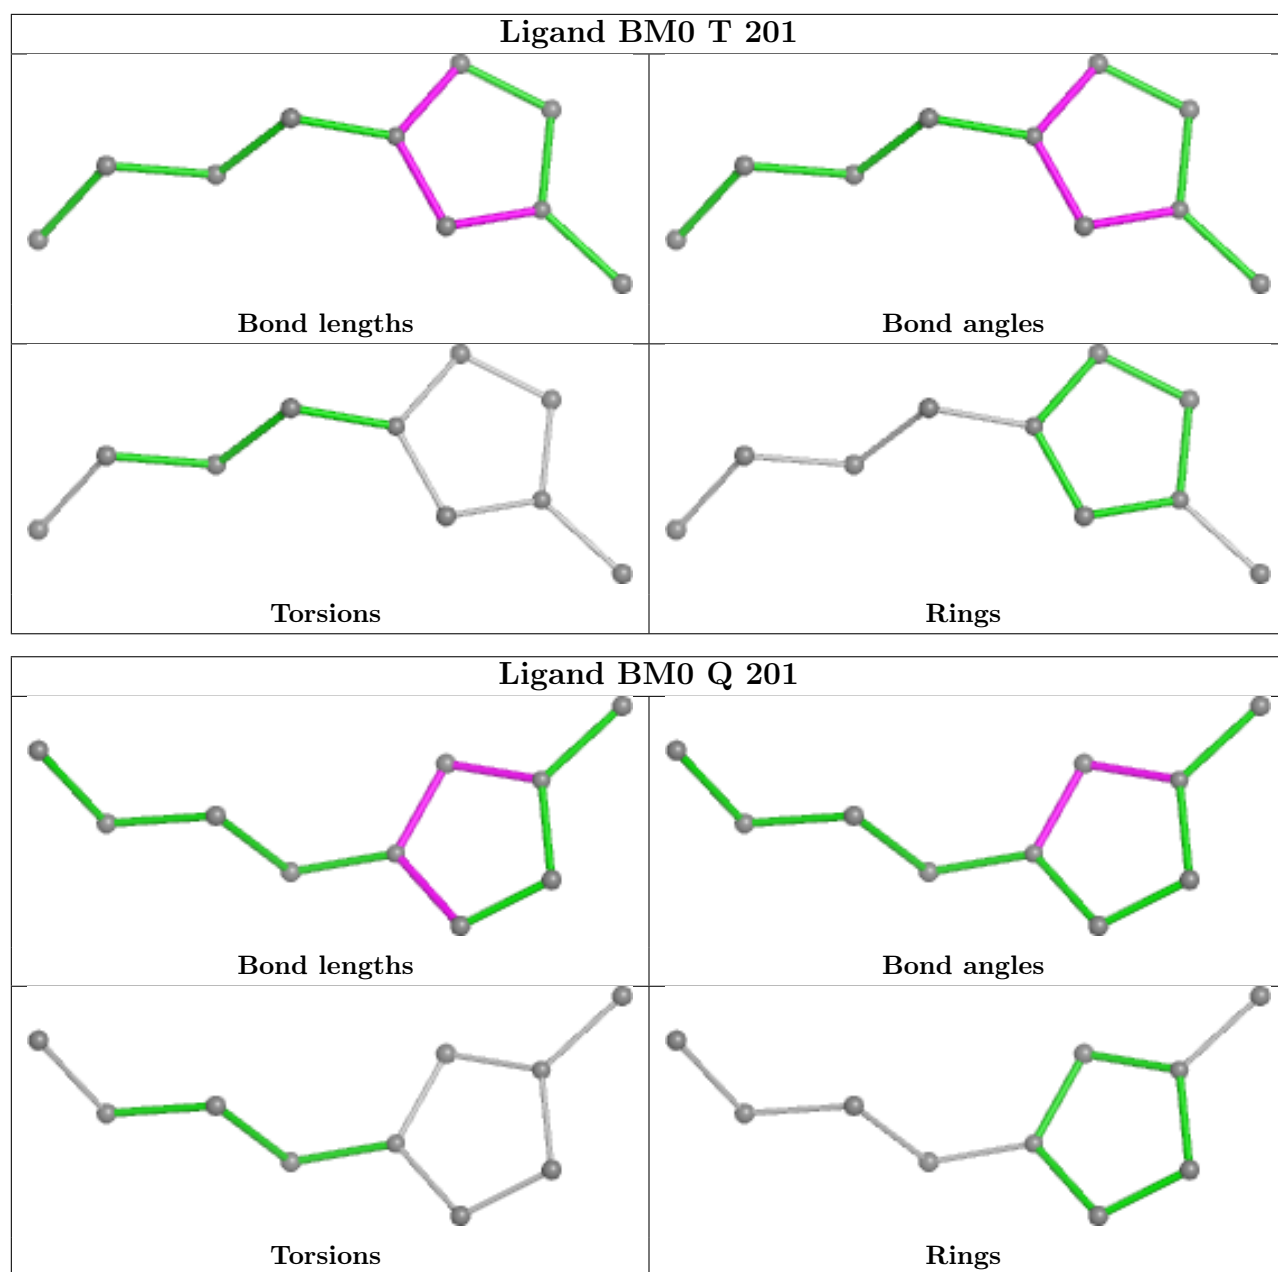 Ligand BM0 T 201
Bond lengths
Bond angles
Torsions
Rings
Ligand BM0 Q 201
Bond lengths
Bond angles
Torsions
Rings